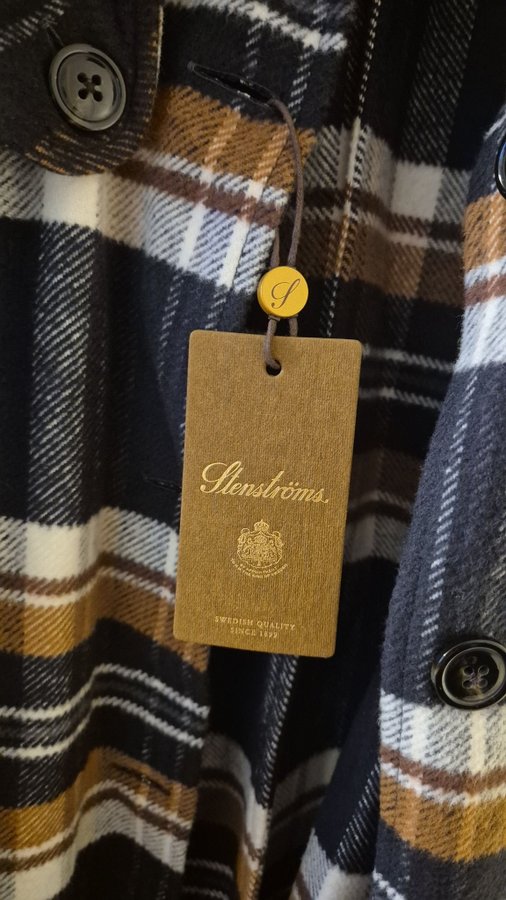 S
Stenströms.
SWEDISH QUALITY
SINCE 1899